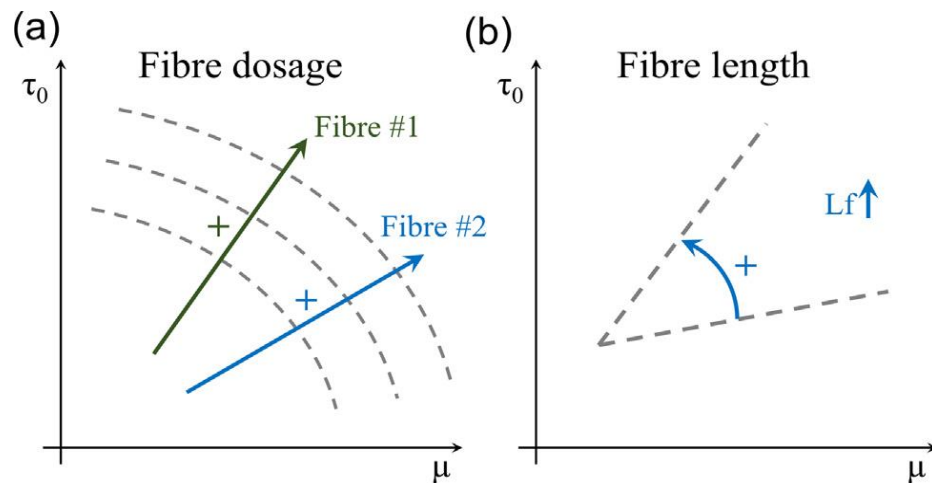 (a)
Fibre dosage
τ0
Fibre #1
+
Fibre #2
+
μ
(b)
Fibre length
τ0
Lf
+
μ